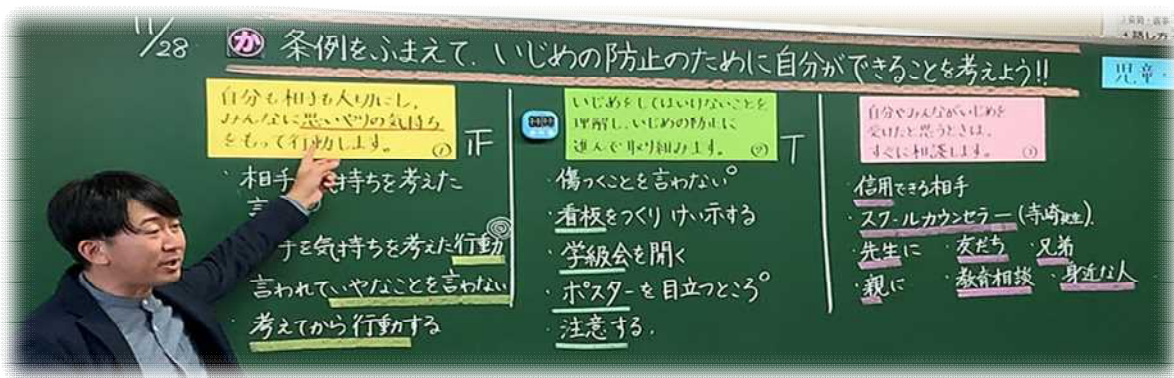 11/28
か 条例をふまえて、いじめの防止のために自分ができることを考えよう!!
自分も相手も大切にし、
みんなに思いやりの気持ち
をもって行動します。 ①
正
・相手 気持ちを考えた
言
手を気持ちを考えた行動
言われていやなことを言わない
・考えてから行動する
いじめをしてはいけないことを
理解し、いじめの防止に
進んで取り組みます。 ②
・傷つくことを言わない
・看板をつくり けい示する
・学級会を開く
・ポスターを目立つところ
・注意する.
自分やみんながいじめを
受けたと思うときは、
すぐに相談します。 ③
・信用できる相手
・スクールカウンセラー(寺崎先生).
・先生に ・友だち ・兄弟
・親に ・教育相談 ・身近な人
児童